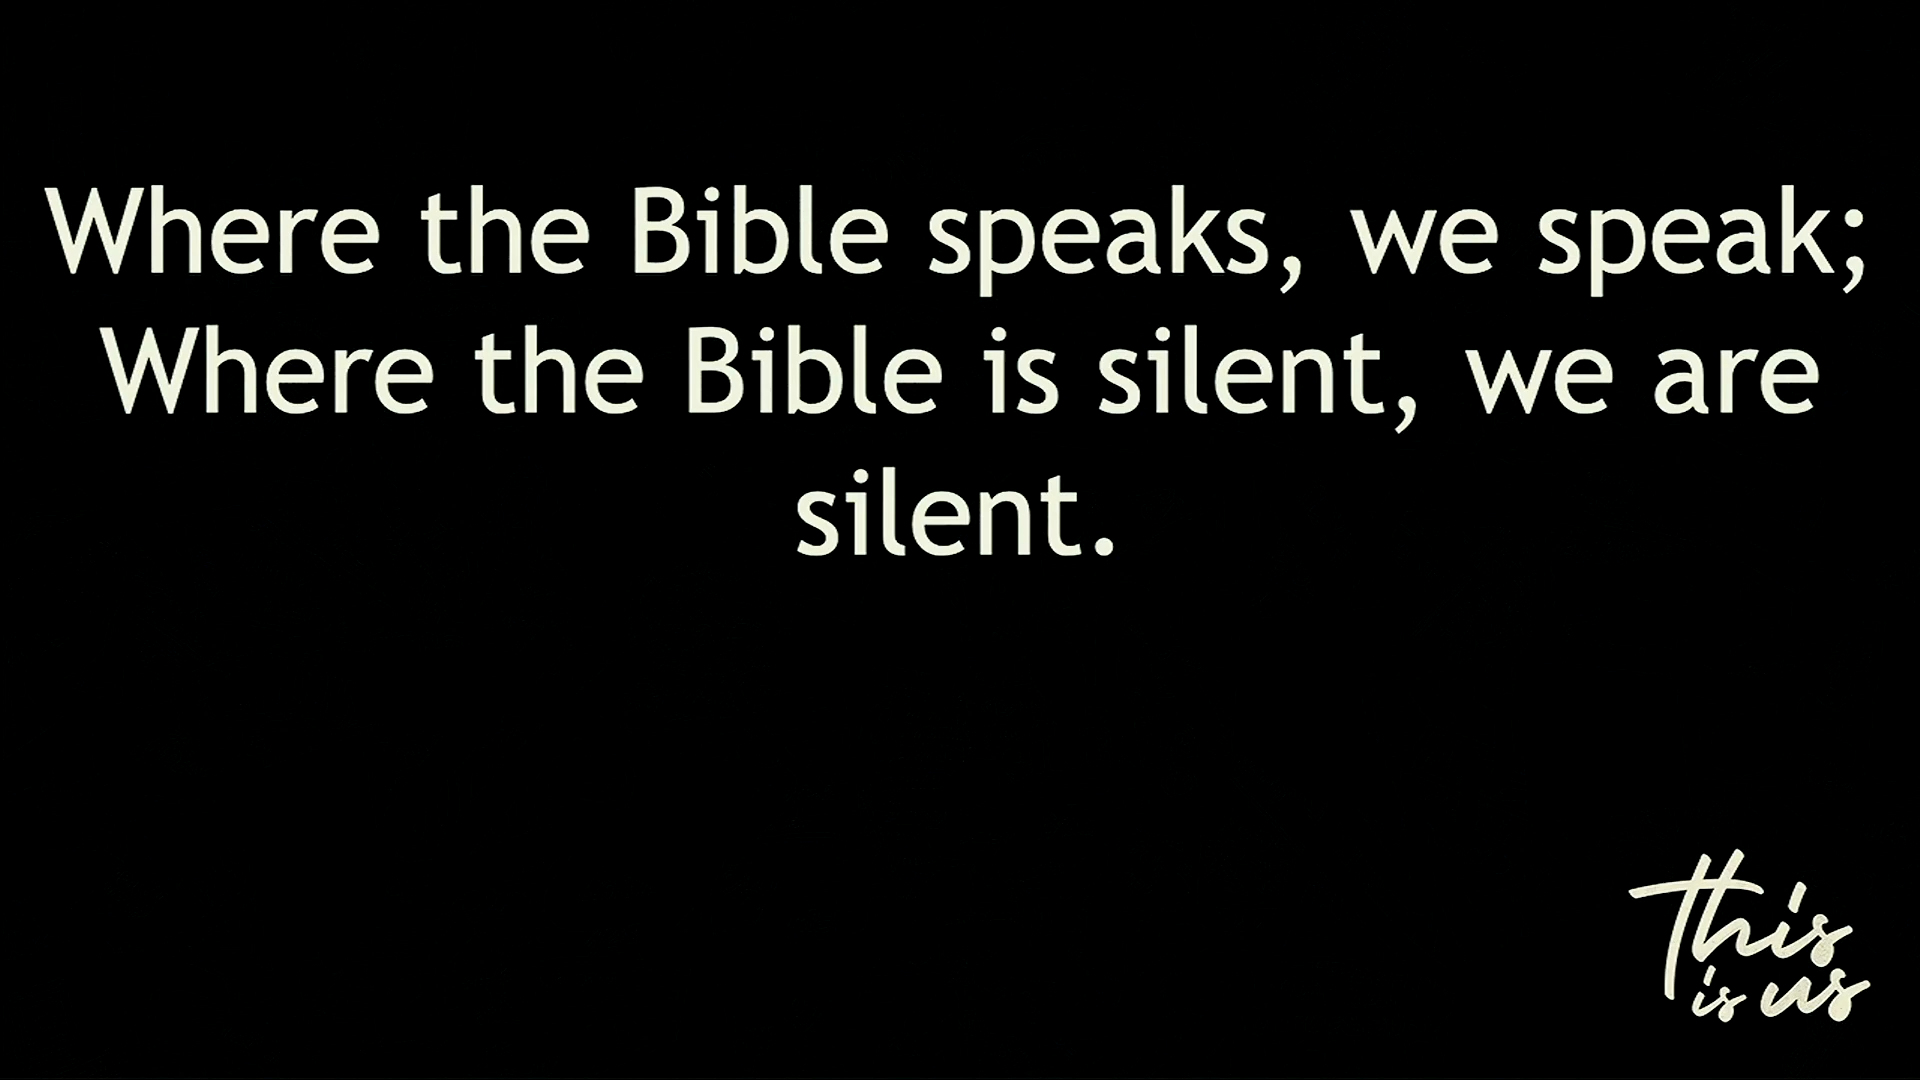 Where the Bible speaks, we speak;
Where the Bible is silent, we are
silent.
this
is us